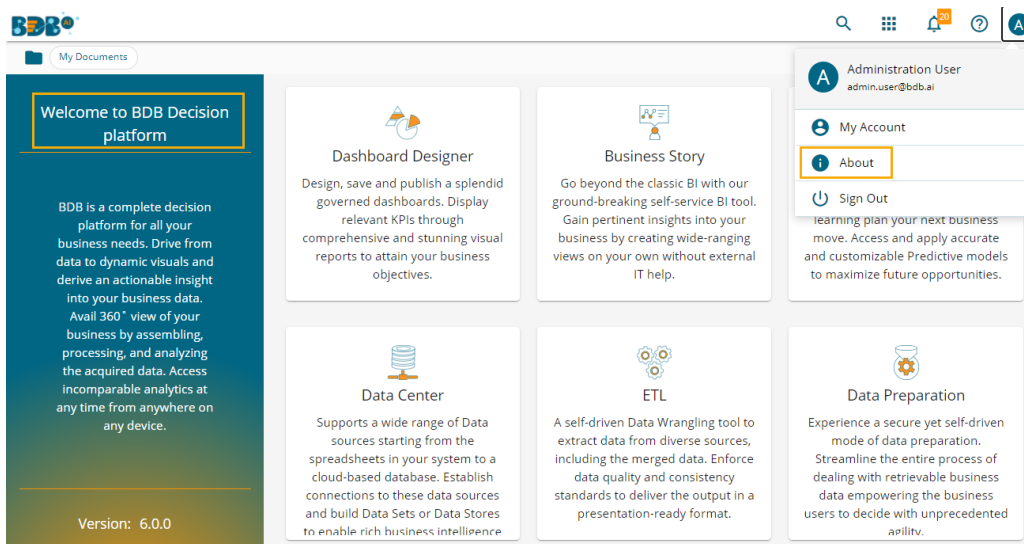 BDB.AI
20
A
My Documents
A
Administration User
admin.user@bdb.ai
My Account
About
Sign Out
Welcome to BDB Decision
platform
BDB is a complete decision
platform for all your
business needs. Drive from
data to dynamic visuals and
derive an actionable insight
into your business data.
Avail 360˚ view of your
business by assembling,
processing, and analyzing
the acquired data. Access
incomparable analytics at
any time from anywhere on
any device.
Version: 6.0.0
Dashboard Designer
Design, save and publish a splendid
governed dashboards. Display
relevant KPIs through
comprehensive and stunning visual
reports to attain your business
objectives.
Business Story
Go beyond the classic BI with our
ground-breaking self-service BI tool.
Gain pertinent insights into your
business by creating wide-ranging
views on your own without external
IT help.
learning plan your next business
move. Access and apply accurate
and customizable Predictive models
to maximize future opportunities.
Data Center
Supports a wide range of Data
sources starting from the
spreadsheets in your system to a
cloud-based database. Establish
connections to these data sources
and build Data Sets or Data Stores
to enable rich business intelligence
ETL
A self-driven Data Wrangling tool to
extract data from diverse sources,
including the merged data. Enforce
data quality and consistency
standards to deliver the output in a
presentation-ready format.
Data Preparation
Experience a secure yet self-driven
mode of data preparation.
Streamline the entire process of
dealing with retrievable business
data empowering the business
users to decide with unprecedented
agility.